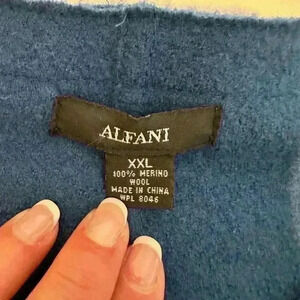 ALFANI
XXL
100% MERINO
WOOL
MADE IN CHINA
WPL 8046